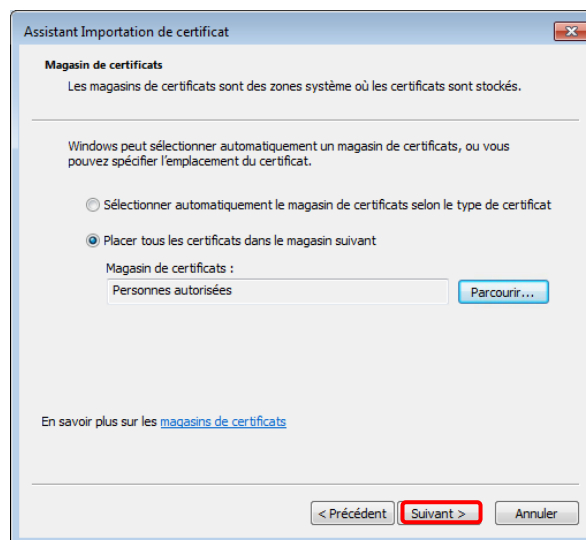 Assistant Importation de certificat
Magasin de certificats
Les magasins de certificats sont des zones système où les certificats sont stockés.
Windows peut sélectionner automatiquement un magasin de certificats, ou vous
pouvez spécifier l'emplacement du certificat.
Sélectionner automatiquement le magasin de certificats selon le type de certificat
Placer tous les certificats dans le magasin suivant
Magasin de certificats :
Personnes autorisées
Parcourir...
En savoir plus sur les magasins de certificats
< Précédent
Suivant >
Annuler